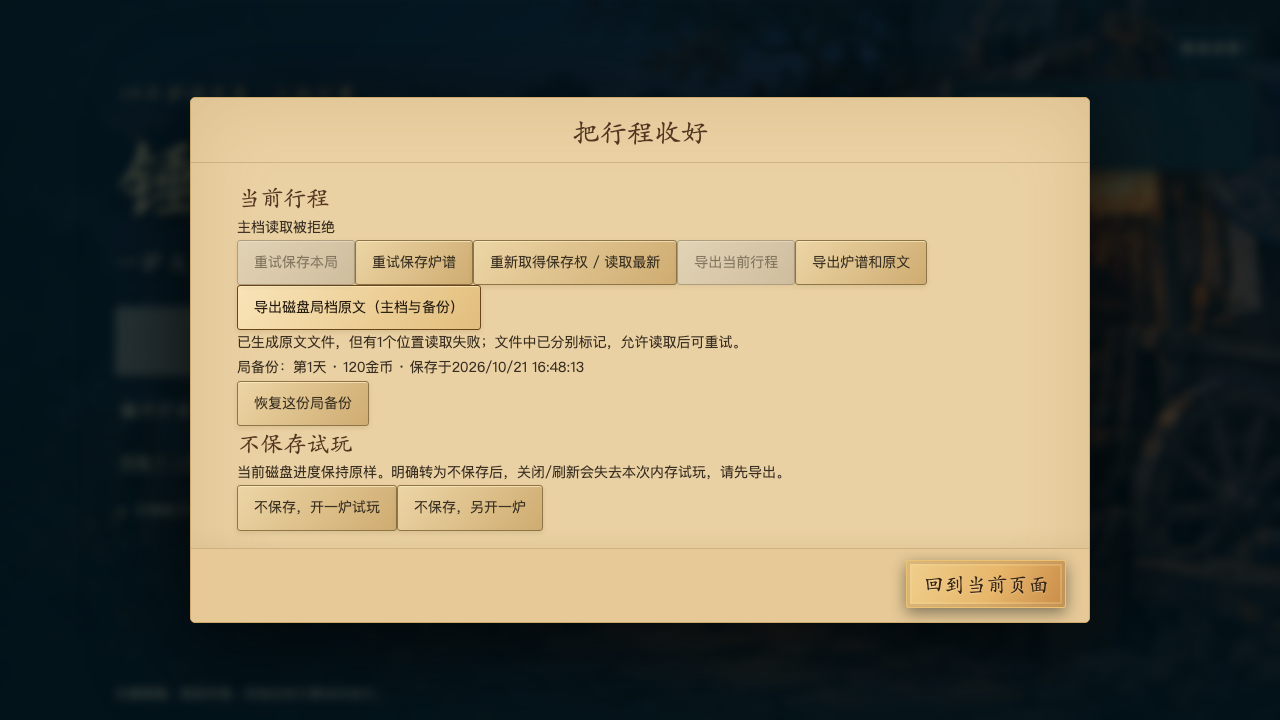 把行程收好
当前行程
主档读取被拒绝
重试保存本局 重试保存炉谱 重新取得保存权 / 读取最新 导出当前行程 导出炉谱和原文
导出磁盘局档原文（主档与备份）
已生成原文文件，但有1个位置读取失败；文件中已分别标记，允许读取后可重试。
局备份：第1天 · 120金币 · 保存于2026/10/21 16:48:13
恢复这份局备份
不保存试玩
当前磁盘进度保持原样。明确转为不保存后，关闭/刷新会失去本次内存试玩，请先导出。
不保存，开一炉试玩 不保存，另开一炉
回到当前页面